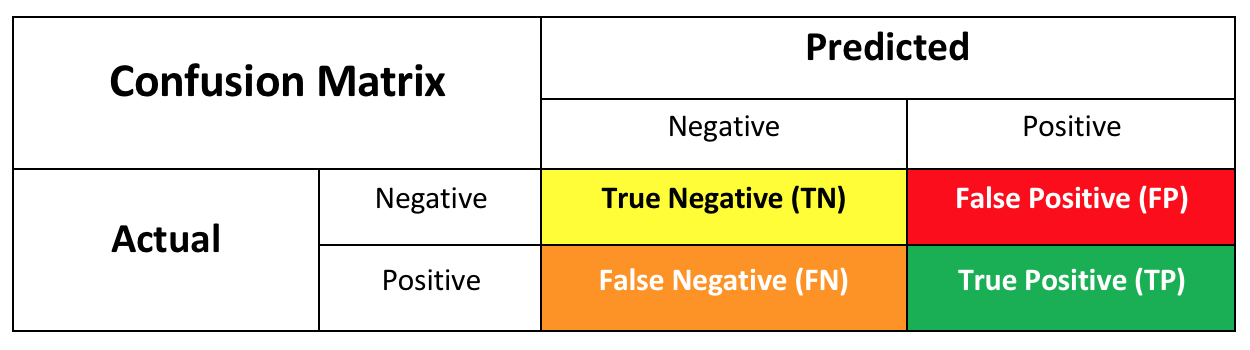 Confusion Matrix
Predicted
Negative
Positive
Actual
Negative
True Negative (TN)
False Positive (FP)
Positive
False Negative (FN)
True Positive (TP)